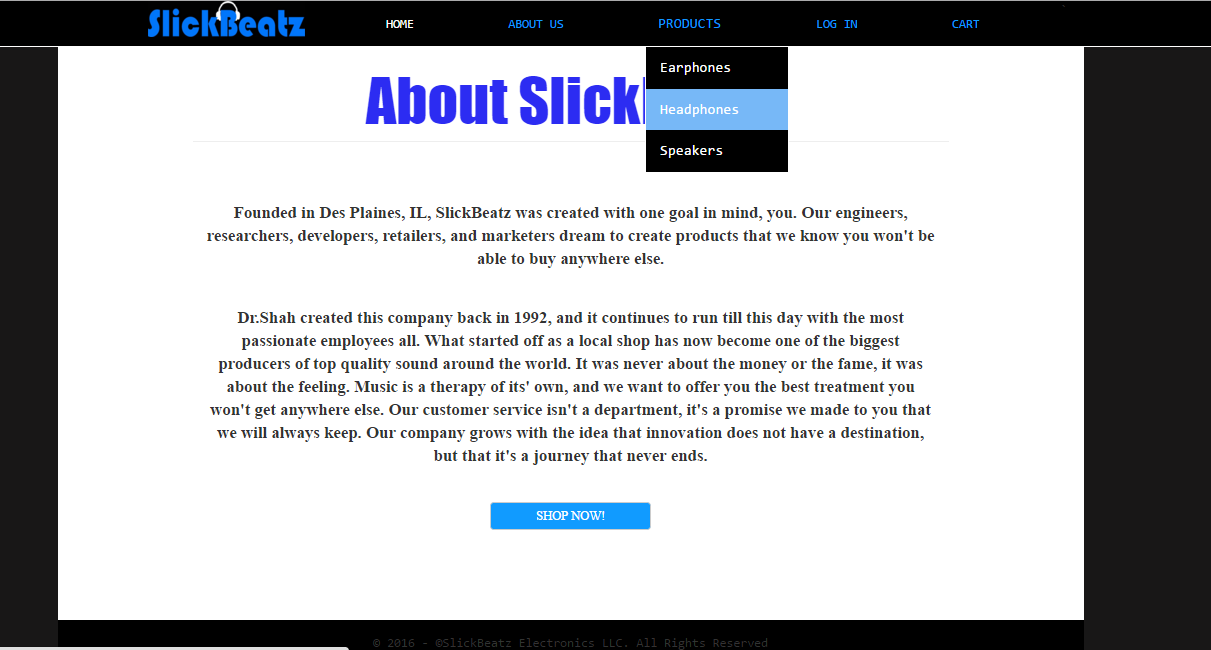 SlickBeatz
HOME ABOUT US PRODUCTS LOG IN CART
Earphones
Headphones
Speakers
About Slick
Founded in Des Plaines, IL, SlickBeatz was created with one goal in mind, you. Our engineers,
researchers, developers, retailers, and marketers dream to create products that we know you won't be
able to buy anywhere else.
Dr.Shah created this company back in 1992, and it continues to run till this day with the most
passionate employees all. What started off as a local shop has now become one of the biggest
producers of top quality sound around the world. It was never about the money or the fame, it was
about the feeling. Music is a therapy of its' own, and we want to offer you the best treatment you
won't get anywhere else. Our customer service isn't a department, it's a promise we made to you that
we will always keep. Our company grows with the idea that innovation does not have a destination,
but that it's a journey that never ends.
SHOP NOW!
© 2016 - ©SlickBeatz Electronics LLC. All Rights Reserved